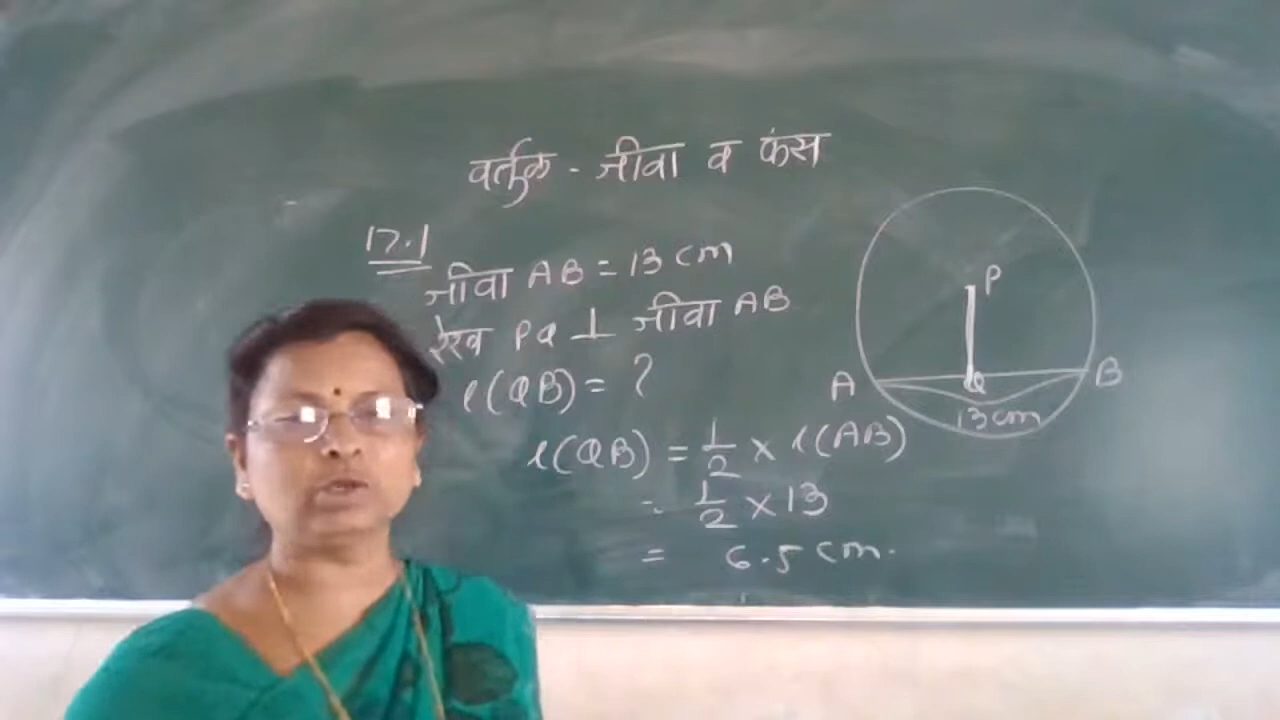 वर्तुळ - जीवा व कंस
17.1
जीवा AB = 13 cm
रेख PQ ⊥ जीवा AB
l(QB) = ?
l(QB) = 1/2 × l(AB)
= 1/2 × 13
= 6.5 cm.
P
A Q B
13 cm